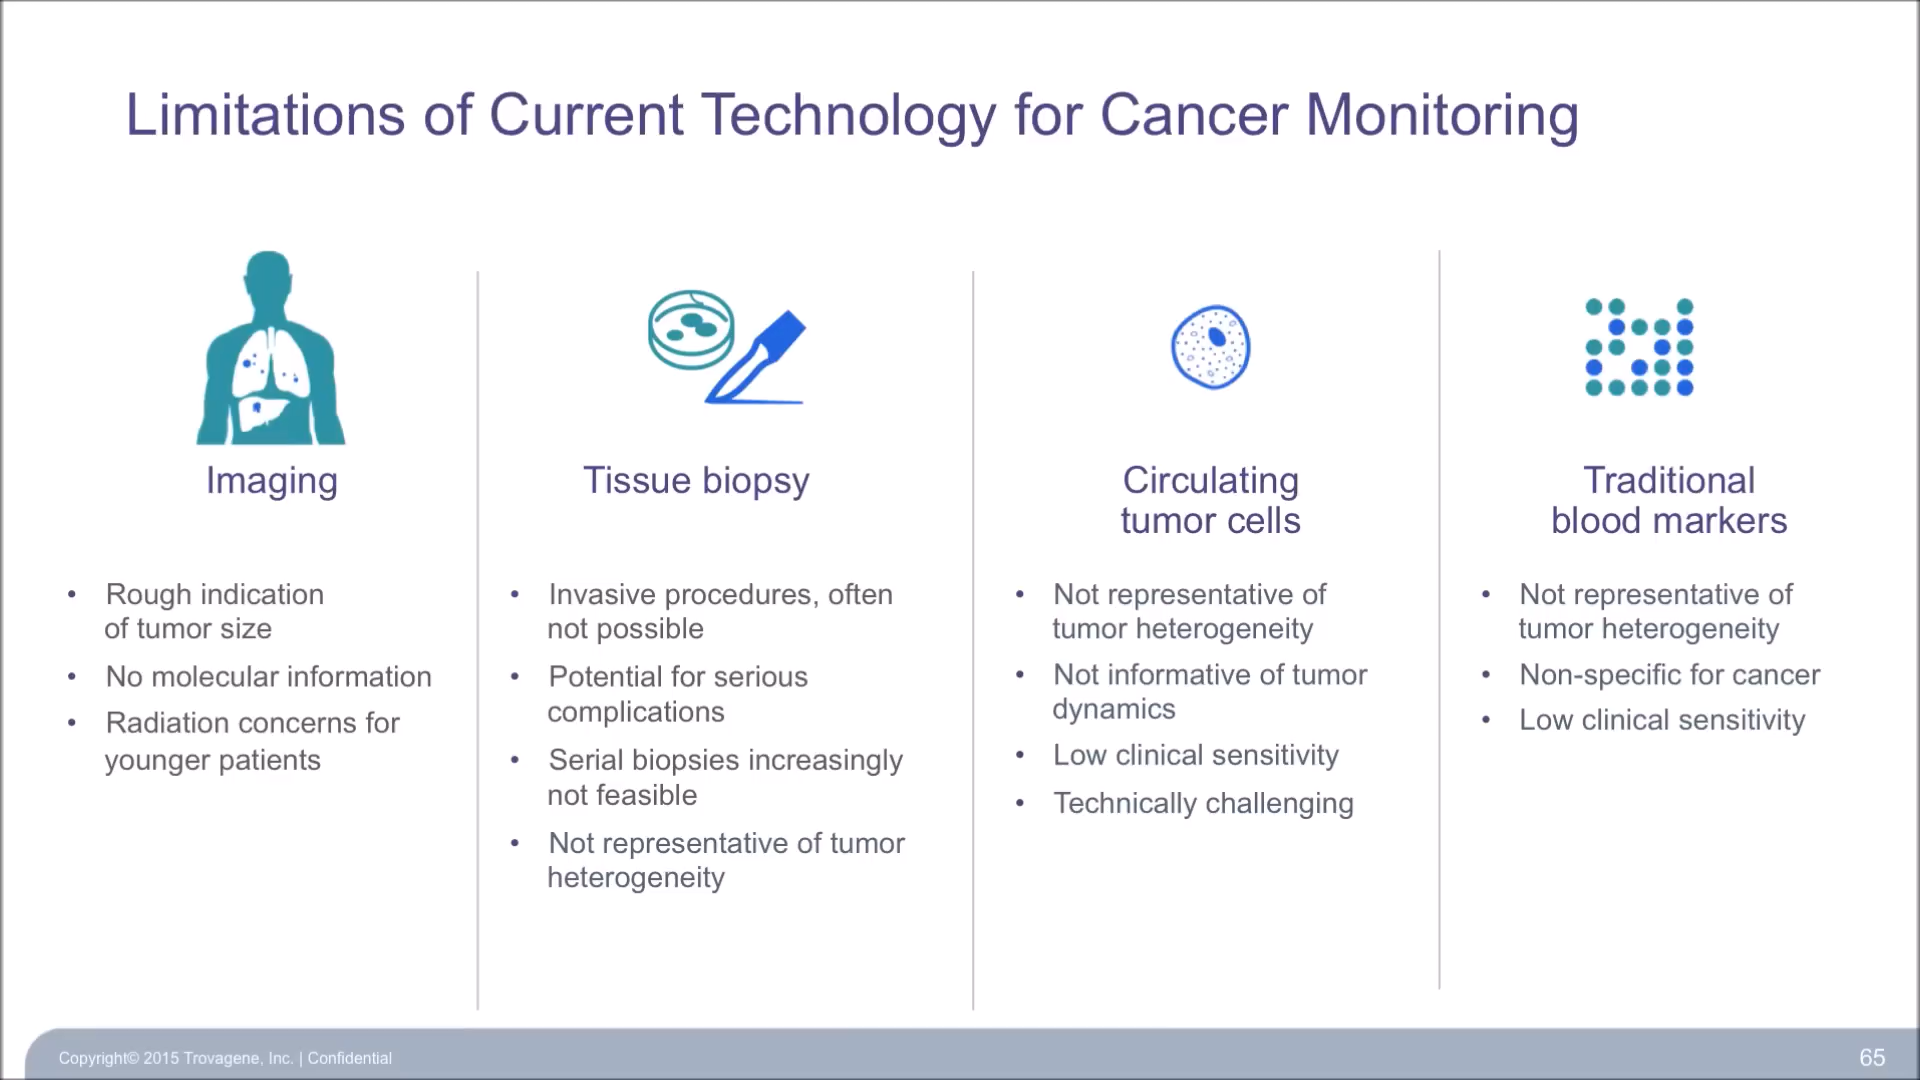 Limitations of Current Technology for Cancer Monitoring
Imaging
• Rough indication
of tumor size
• No molecular information
• Radiation concerns for
younger patients
Tissue biopsy
• Invasive procedures, often
not possible
• Potential for serious
complications
• Serial biopsies increasingly
not feasible
• Not representative of tumor
heterogeneity
Circulating
tumor cells
• Not representative of
tumor heterogeneity
• Not informative of tumor
dynamics
• Low clinical sensitivity
• Technically challenging
Traditional
blood markers
• Not representative of
tumor heterogeneity
• Non-specific for cancer
• Low clinical sensitivity
Copyright© 2015 Trovagene, Inc. | Confidential
65